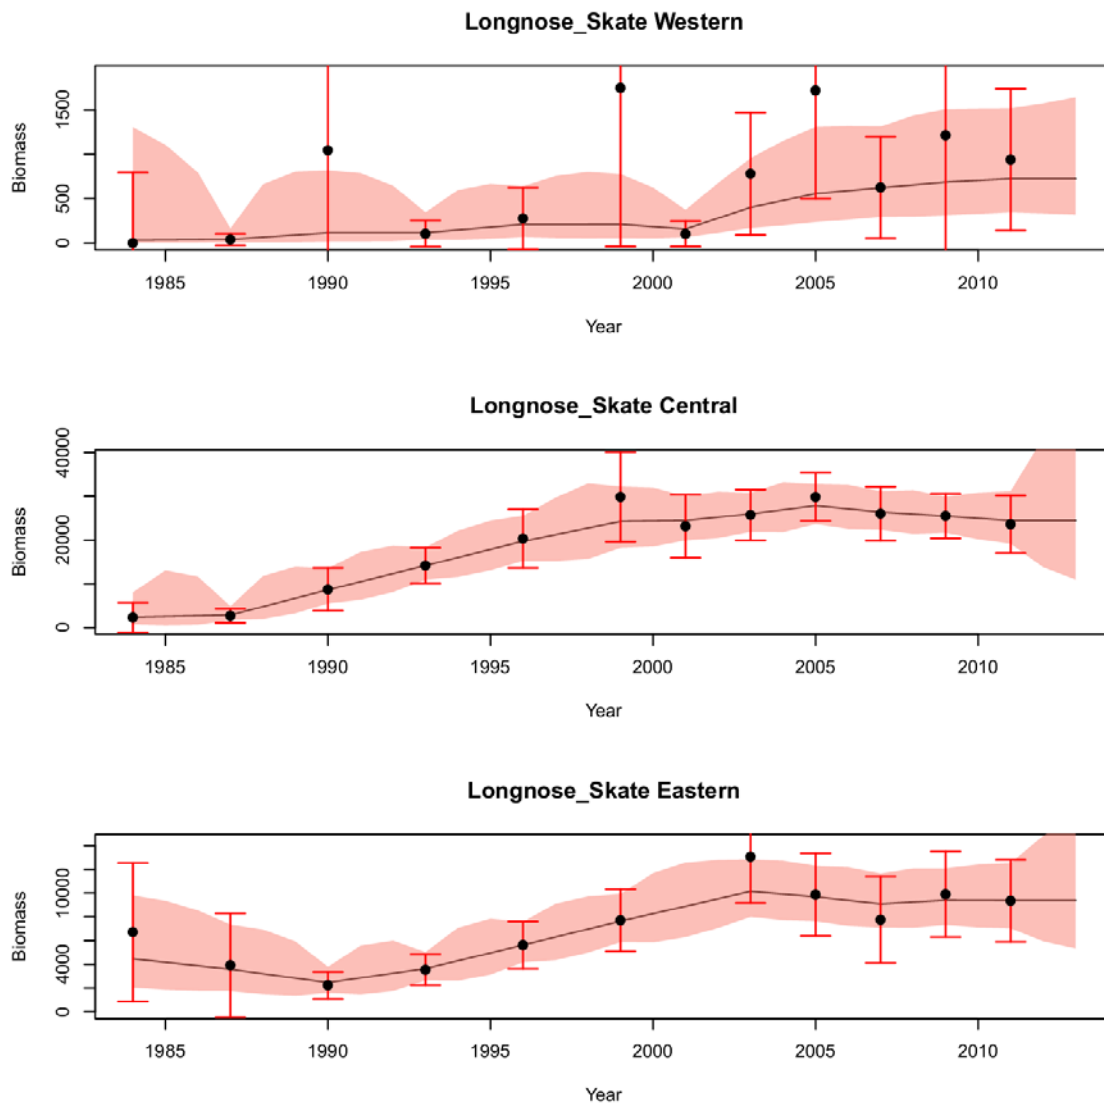 Longnose_Skate Western
Biomass
1500
500
0
1985 1990 1995 2000 2005 2010
Year
Longnose_Skate Central
Biomass
40000
20000
0
1985 1990 1995 2000 2005 2010
Year
Longnose_Skate Eastern
Biomass
10000
4000
0
1985 1990 1995 2000 2005 2010
Year